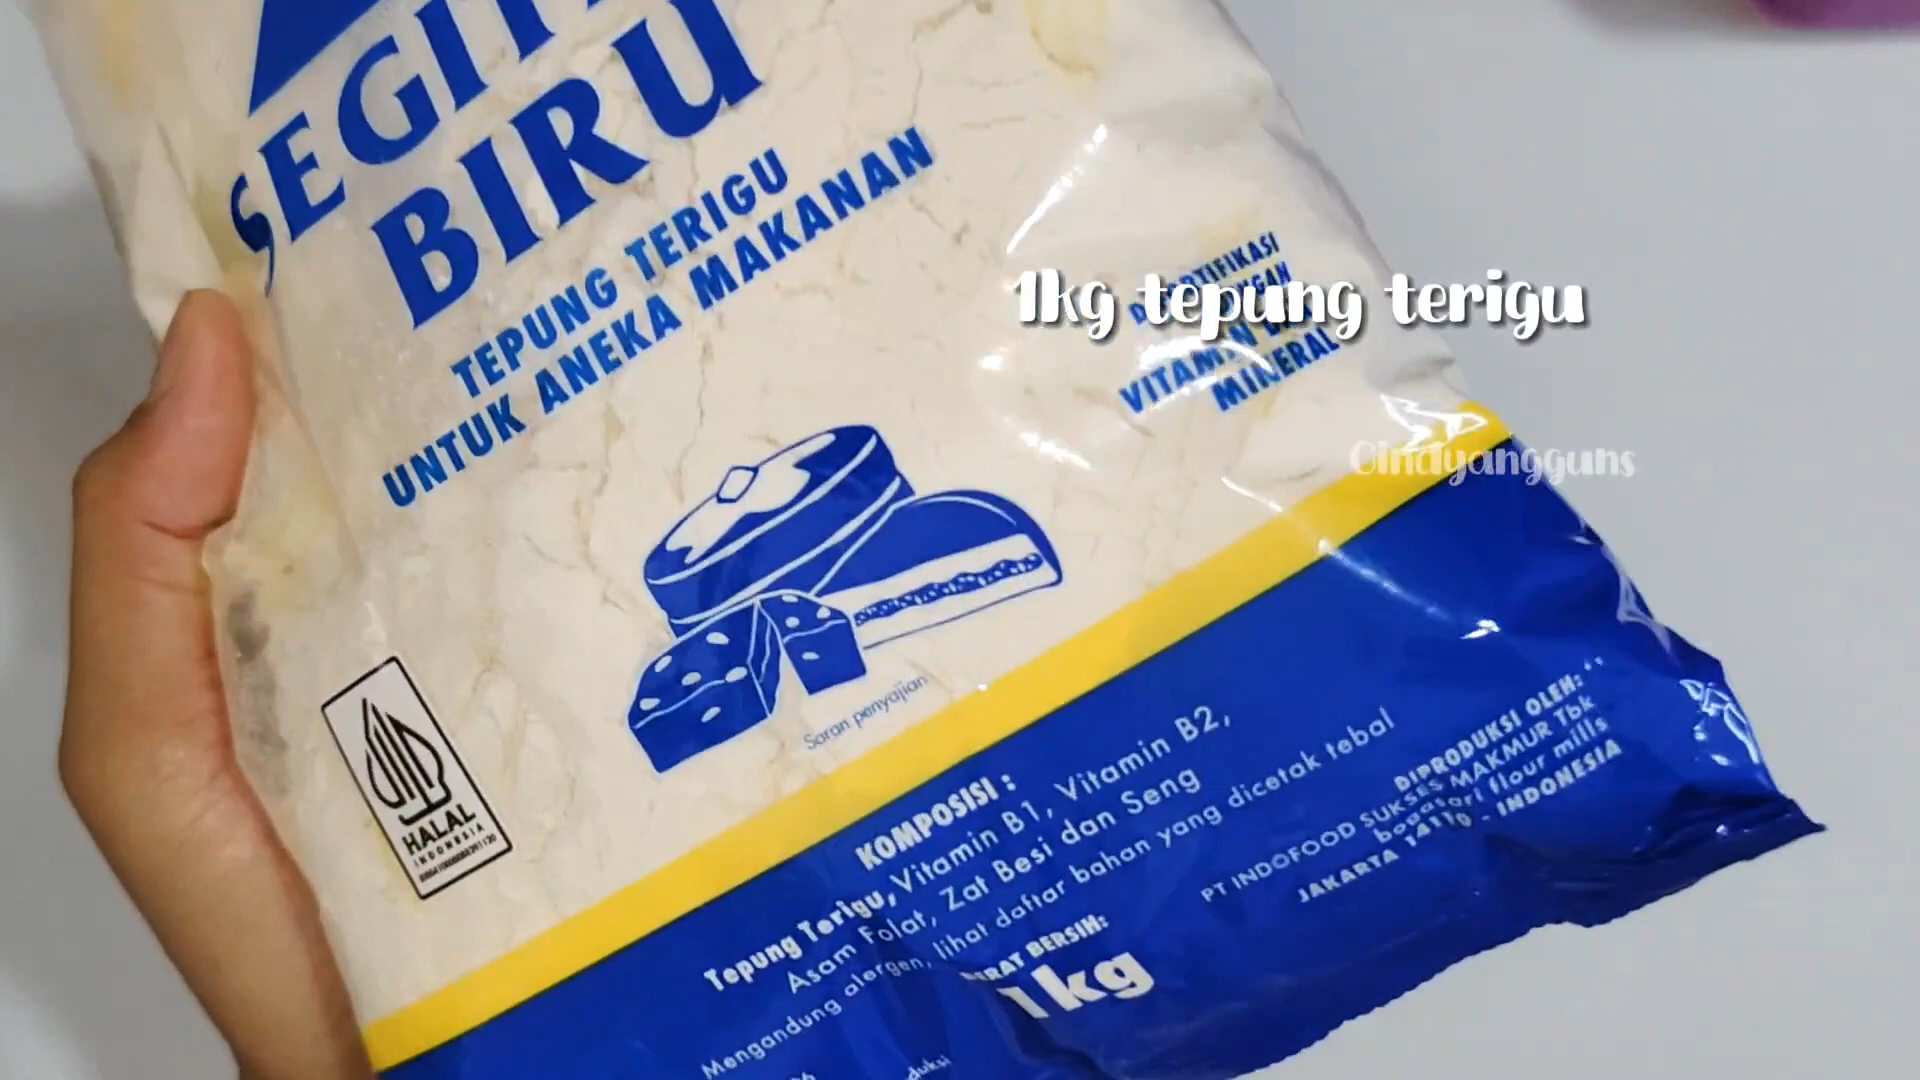 SEGIT
BIRU
TEPUNG TERIGU
UNTUK ANEKA MAKANAN
1kg tepung terigu
VITAMIN
MINERAL
Saran penyajian
HALAL
INDONESIA
KOMPOSISI :
Tepung Terigu, Vitamin B1, Vitamin B2,
Asam Folat, Zat Besi dan Seng
Mengandung alergen, lihat daftar bahan yang dicetak tebal
BERSIH:
1kg
DIPRODUKSI OLEH:
PT INDOFOOD SUKSES MAKMUR Tbk
bogasari flour mills
JAKARTA 14110 - INDONESIA